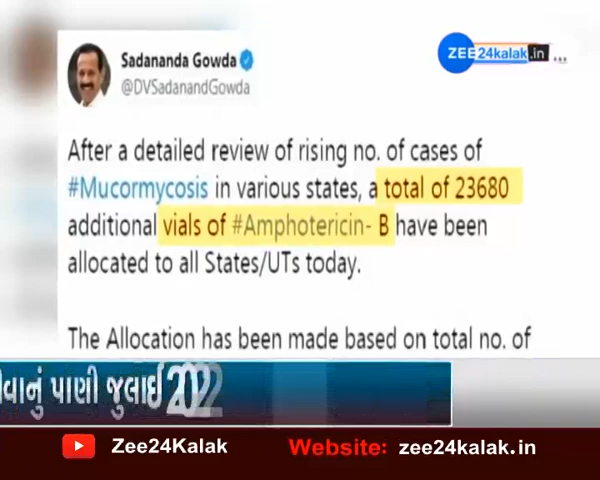 Sadananda Gowda
@DVSadanandGowda
ZEE24kalak.in
After a detailed review of rising no. of cases of
#Mucormycosis in various states, a total of 23680
additional vials of #Amphotericin- B have been
allocated to all States/UTs today.
The Allocation has been made based on total no. of
પાણી જુલાઈ
Zee24Kalak Website: zee24kalak.in